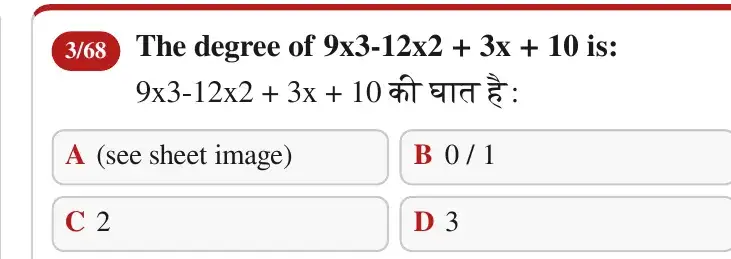 3/68 The degree of 9x3-12x2 + 3x + 10 is:
9x3-12x2 + 3x + 10 की घात है :
A (see sheet image) B 0 / 1
C 2 D 3